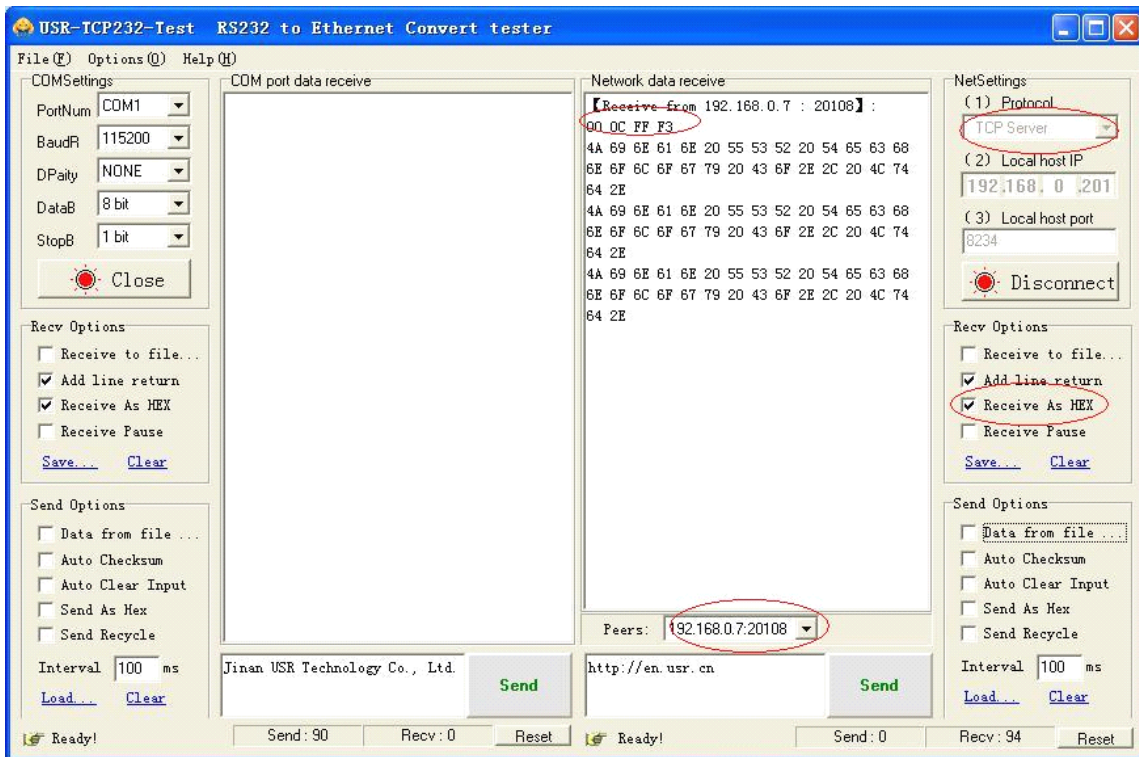 USR-TCP232-Test RS232 to Ethernet Convert tester
File(F) Options(O) Help(H)
COMSettings
PortNum COM1
BaudR 115200
DPaity NONE
DataB 8 bit
StopB 1 bit
Close
Recv Options
Receive to file...
Add line return
Receive As HEX
Receive Pause
Save... Clear
Send Options
Data from file ...
Auto Checksum
Auto Clear Input
Send As Hex
Send Recycle
Interval 100 ms
Load... Clear
Ready!
COM port data receive
Jinan USR Technology Co., Ltd.
Send
Send : 90 Recv : 0 Reset
Network data receive
【Receive from 192.168.0.7 : 20108】:
00 0C FF F3
4A 69 6E 61 6E 20 55 53 52 20 54 65 63 68
6E 6F 6C 6F 67 79 20 43 6F 2E 2C 20 4C 74
64 2E
4A 69 6E 61 6E 20 55 53 52 20 54 65 63 68
6E 6F 6C 6F 67 79 20 43 6F 2E 2C 20 4C 74
64 2E
4A 69 6E 61 6E 20 55 53 52 20 54 65 63 68
6E 6F 6C 6F 67 79 20 43 6F 2E 2C 20 4C 74
64 2E
Peers: 192.168.0.7:20108
http://en.usr.cn
Send
Ready! Send : 0 Recv : 94 Reset
NetSettings
(1) Protocol
TCP Server
(2) Local host IP
192.168. 0 .201
(3) Local host port
8234
Disconnect
Recv Options
Receive to file...
Add line return
Receive As HEX
Receive Pause
Save... Clear
Send Options
Data from file ...
Auto Checksum
Auto Clear Input
Send As Hex
Send Recycle
Interval 100 ms
Load... Clear